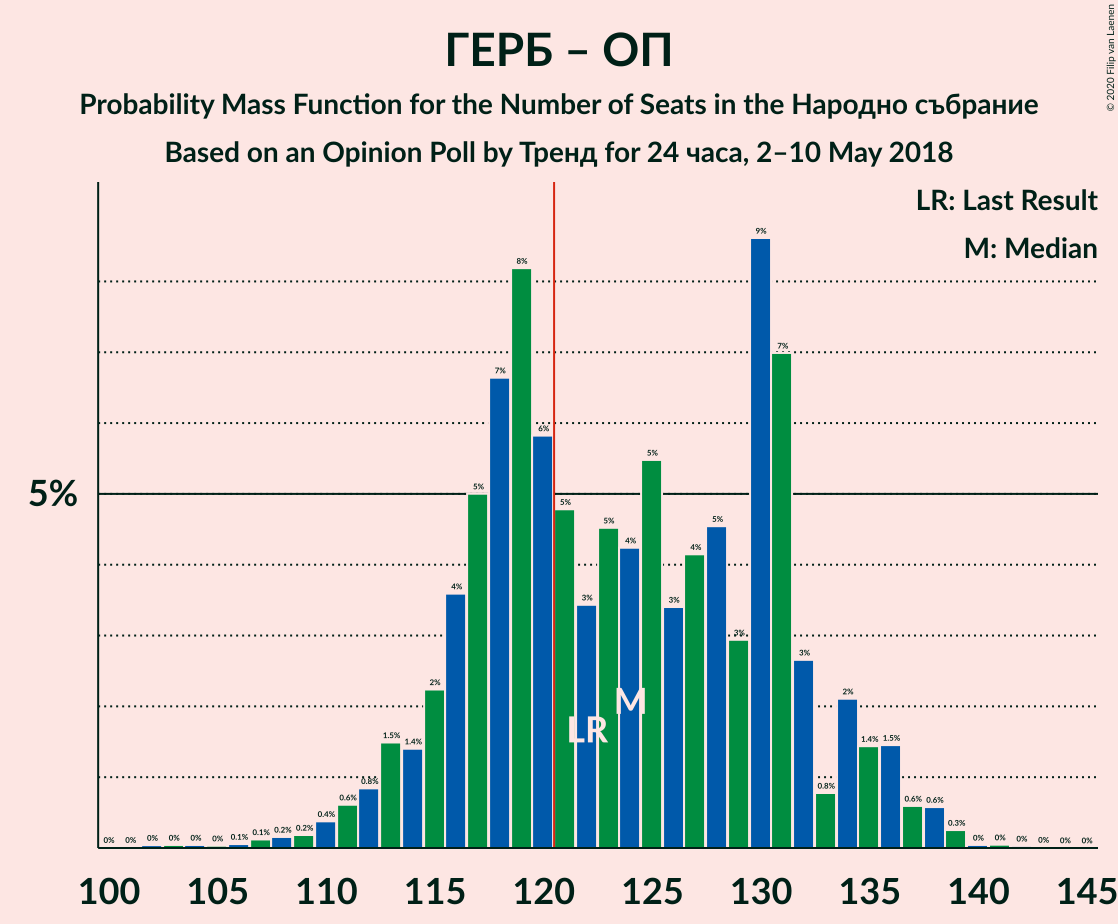 ГЕРБ – ОП
Probability Mass Function for the Number of Seats in the Народно събрание
Based on an Opinion Poll by Тренд for 24 часа, 2–10 May 2018
© 2020 Filip van Laenen
LR: Last Result
M: Median
5%
0% 0% 0% 0% 0% 0% 0.1% 0.1% 0.2% 0.2% 0.4% 0.6% 0.8% 1.5% 1.4% 2% 4% 5% 7% 8% 6% 5% 3% 5% 4% 5% 3% 4% 5% 3% 9% 7% 3% 0.8% 2% 1.4% 1.5% 0.6% 0.6% 0.3% 0% 0% 0% 0% 0% 0%
M
LR
100 105 110 115 120 125 130 135 140 145